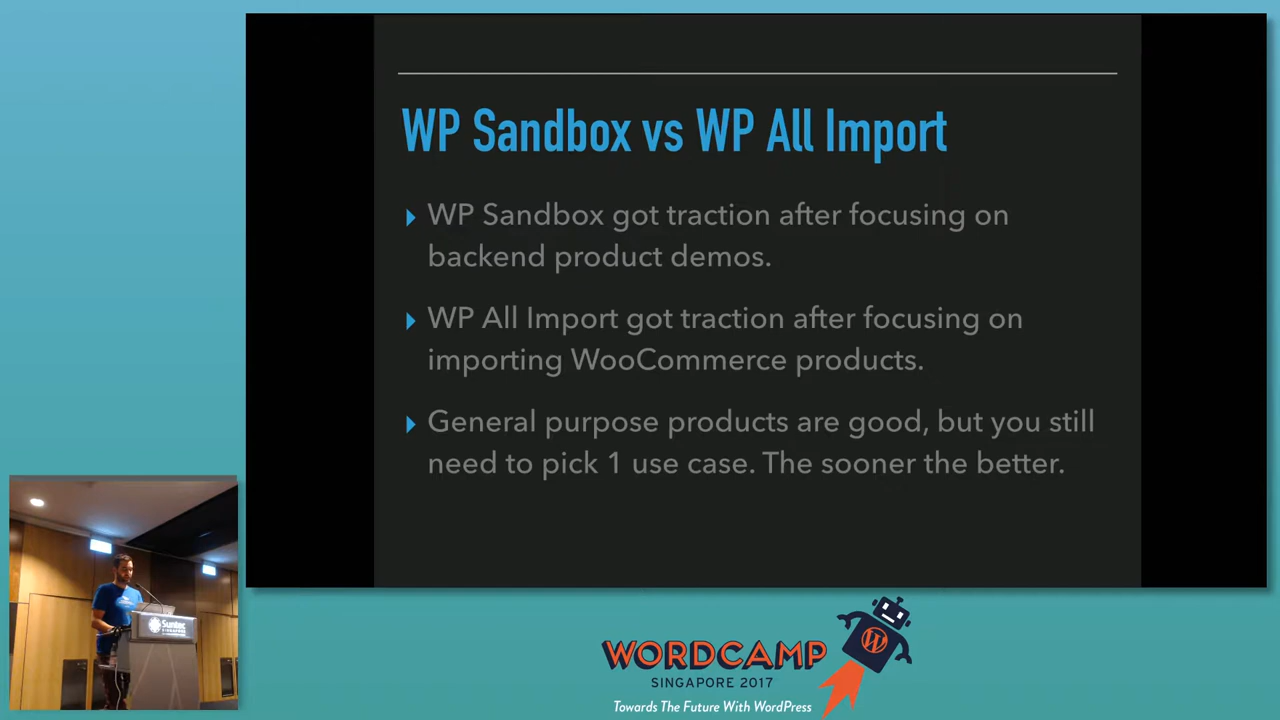 WP Sandbox vs WP All Import
WP Sandbox got traction after focusing on
backend product demos.
WP All Import got traction after focusing on
importing WooCommerce products.
General purpose products are good, but you still
need to pick 1 use case. The sooner the better.
Suntec
SINGAPORE
WORDCAMP
SINGAPORE 2017
Towards The Future With WordPress